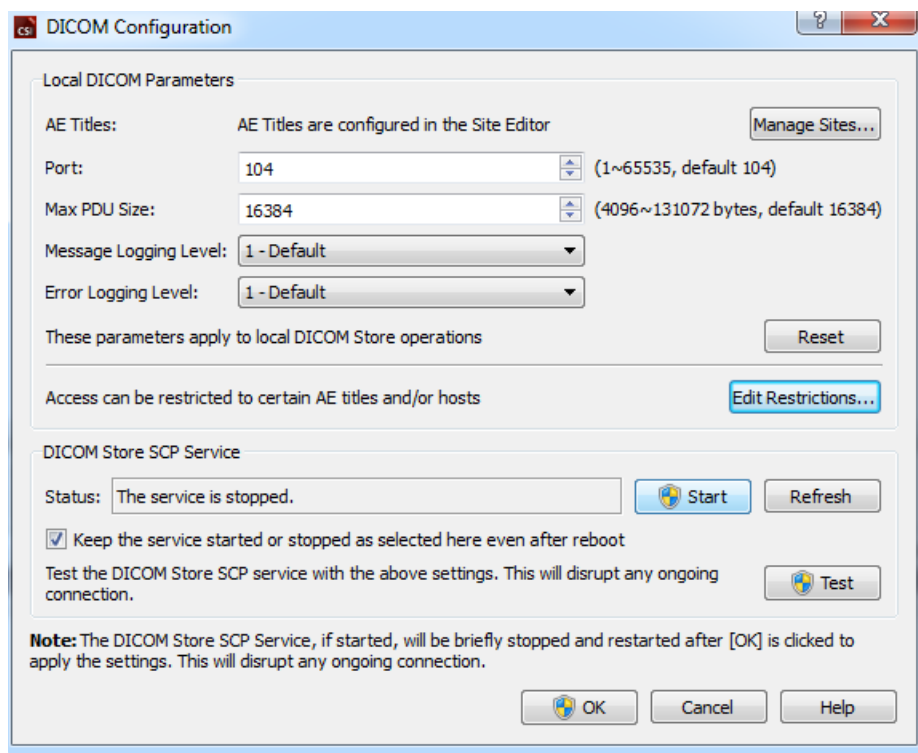 CSi DICOM Configuration ?
Local DICOM Parameters
AE Titles: AE Titles are configured in the Site Editor Manage Sites...
Port: 104 (1~65535, default 104)
Max PDU Size: 16384 (4096~131072 bytes, default 16384)
Message Logging Level: 1 - Default
Error Logging Level: 1 - Default
These parameters apply to local DICOM Store operations Reset
Access can be restricted to certain AE titles and/or hosts Edit Restrictions...
DICOM Store SCP Service
Status: The service is stopped. Start Refresh
Keep the service started or stopped as selected here even after reboot
Test the DICOM Store SCP service with the above settings. This will disrupt any ongoing
connection. Test
Note: The DICOM Store SCP Service, if started, will be briefly stopped and restarted after [OK] is clicked to
apply the settings. This will disrupt any ongoing connection.
OK Cancel Help